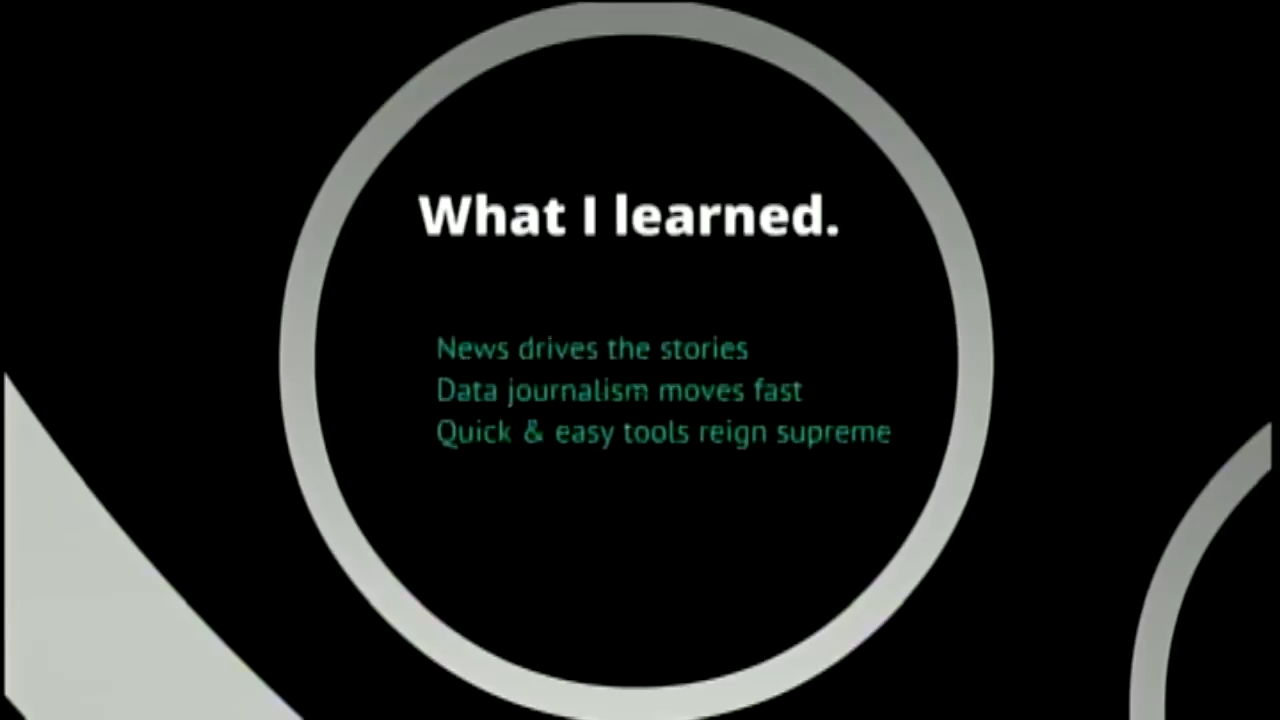 What I learned.
News drives the stories
Data journalism moves fast
Quick & easy tools reign supreme